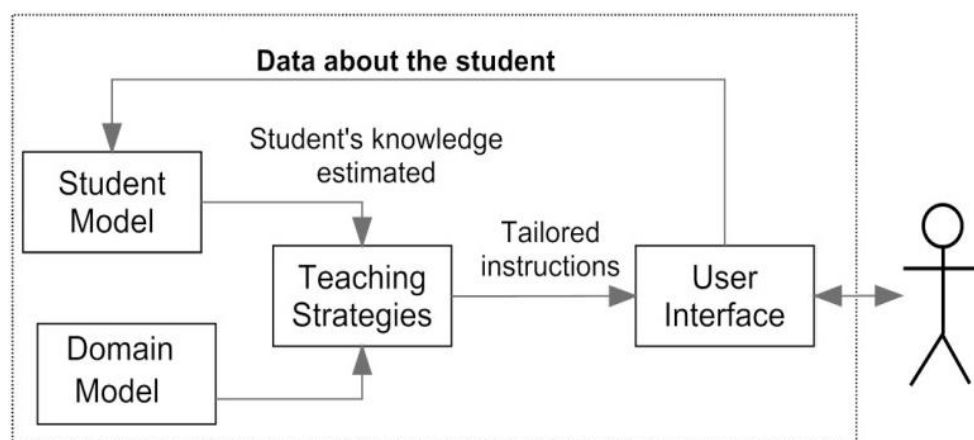 Data about the student
Student's knowledge
estimated
Student
Model
Tailored
instructions
Teaching
Strategies
User
Interface
Domain
Model